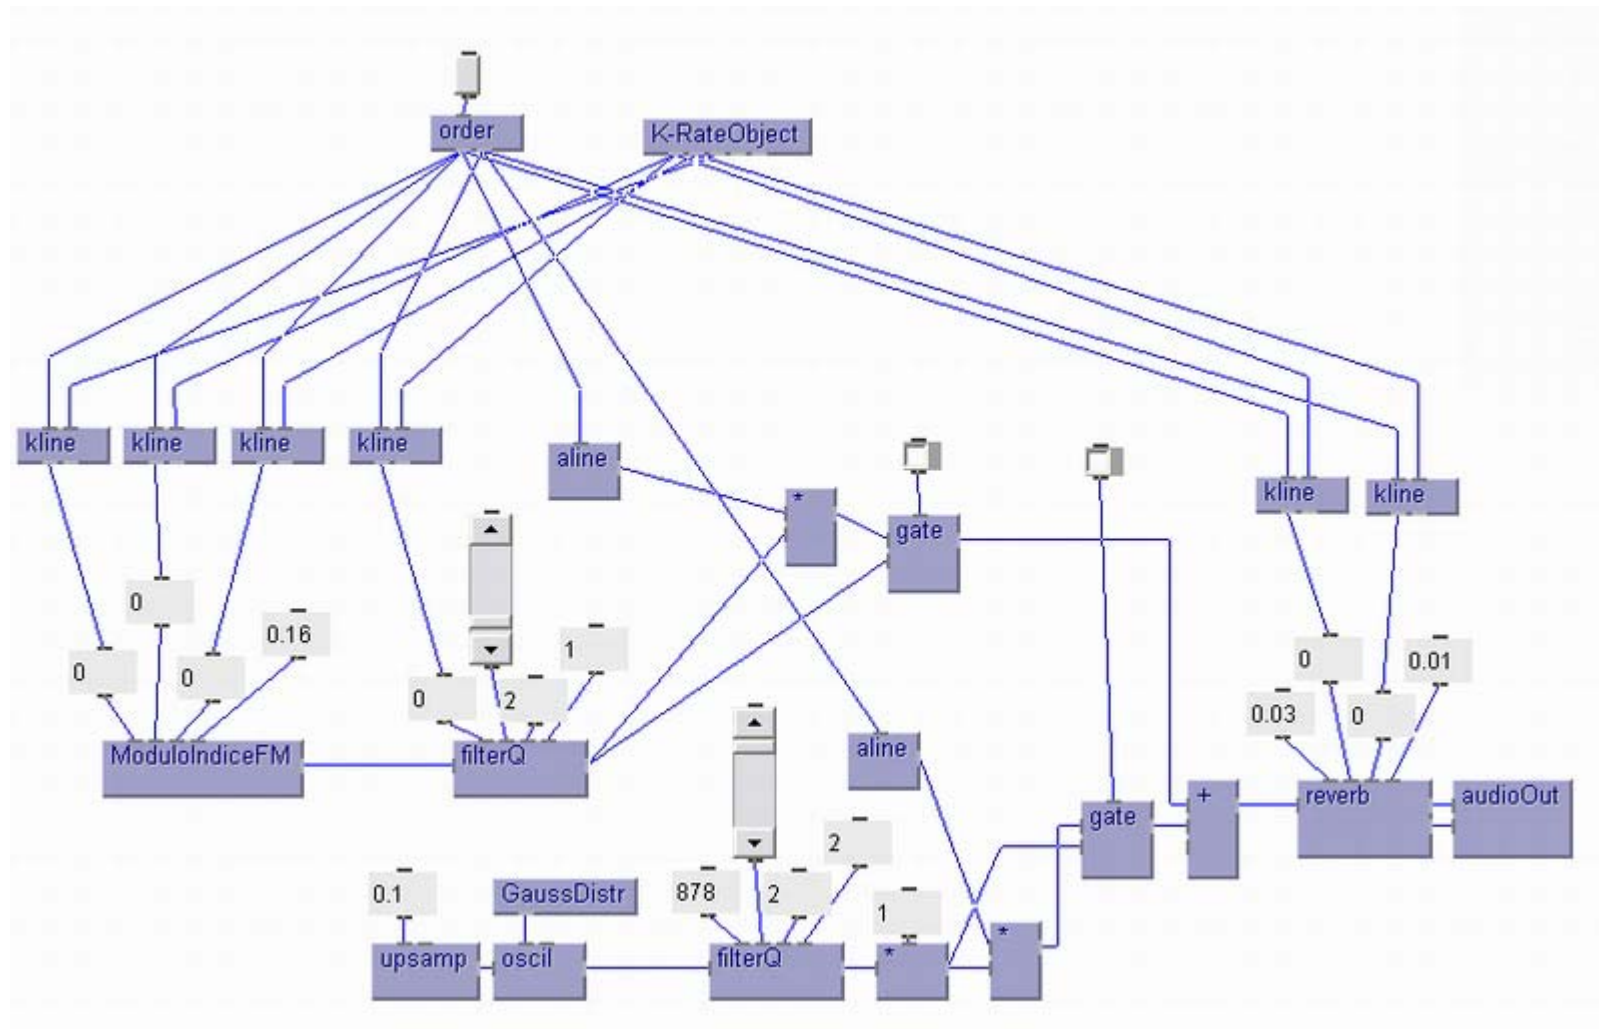 order
K-RateObject
kline
kline
kline
kline
aline
*
gate
kline
kline
0
0.16
1
0
0
0
2
0
0.01
0.03
0
ModuloIndiceFM
filterQ
aline
+
reverb
audioOut
gate
2
0.1
GaussDistr
878
2
1
*
upsamp
oscil
filterQ
*